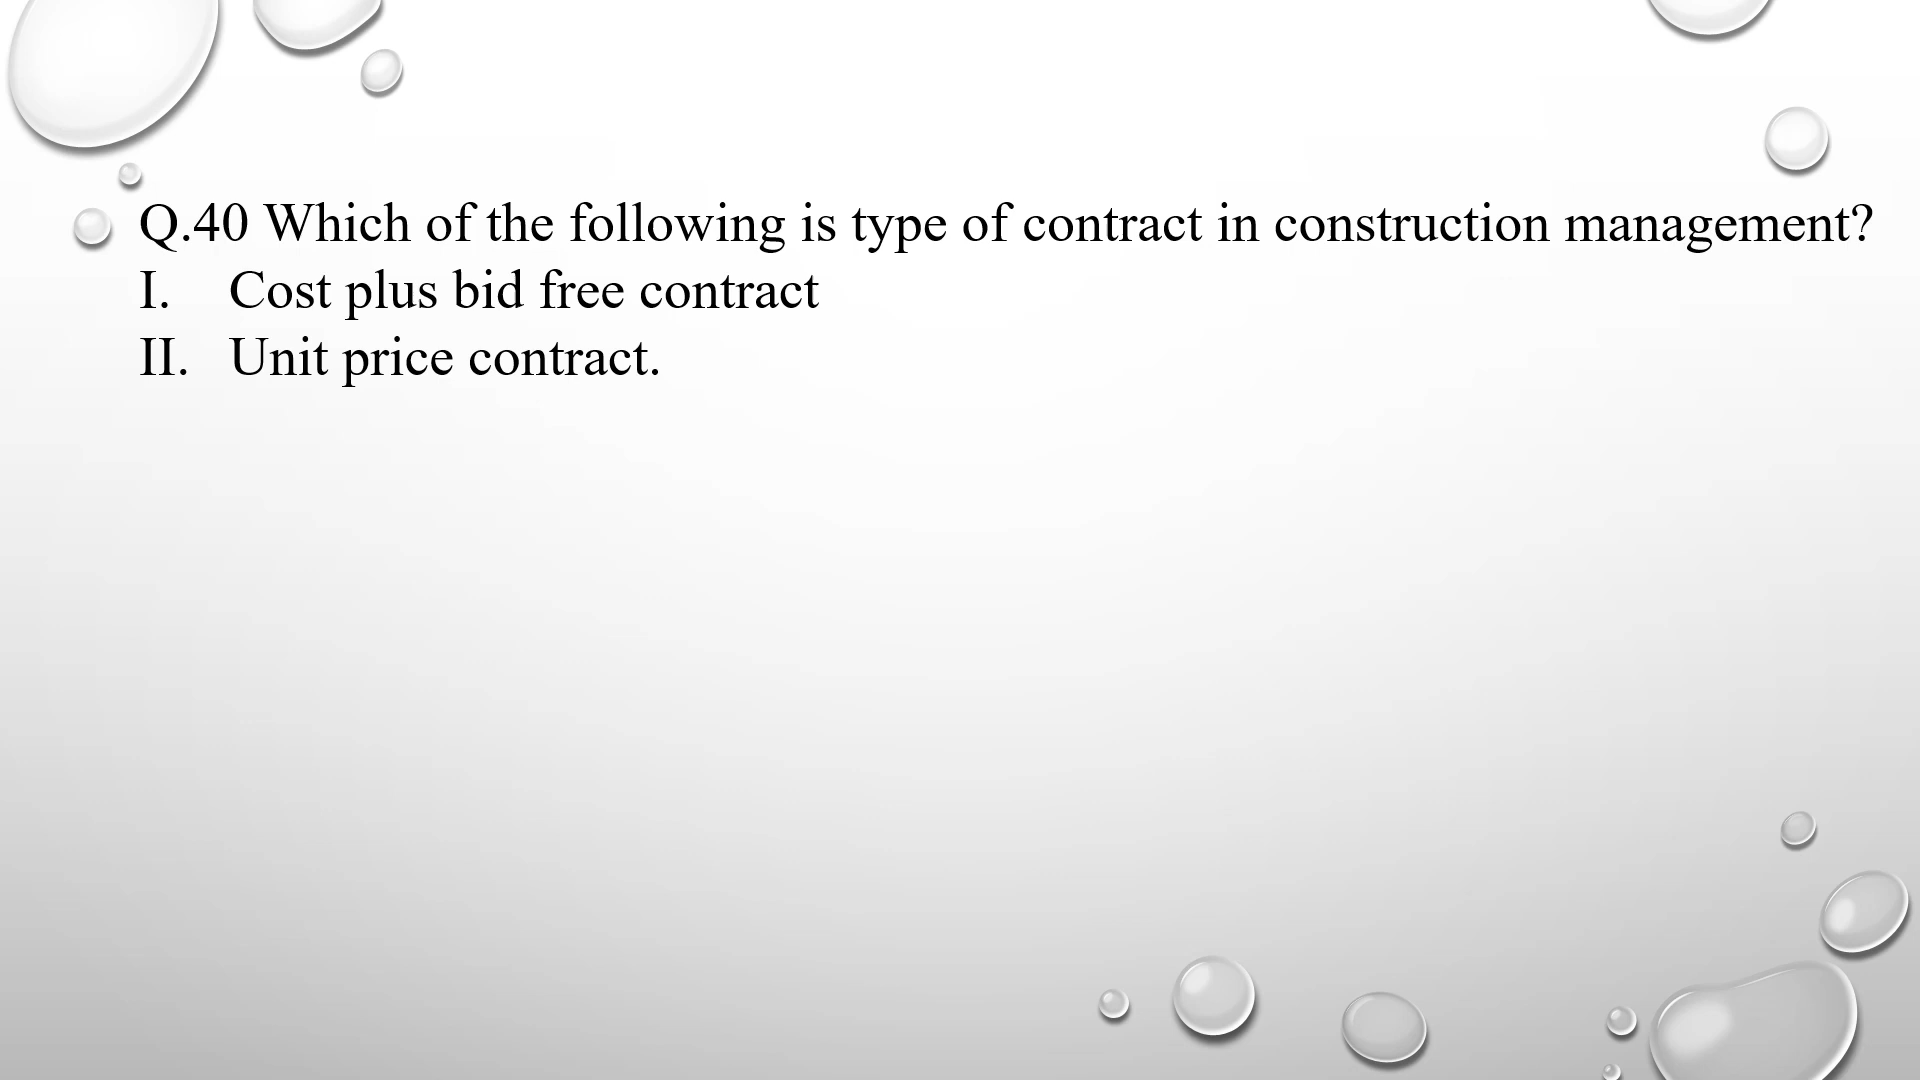 Q.40 Which of the following is type of contract in construction management?
I. Cost plus bid free contract
II. Unit price contract.